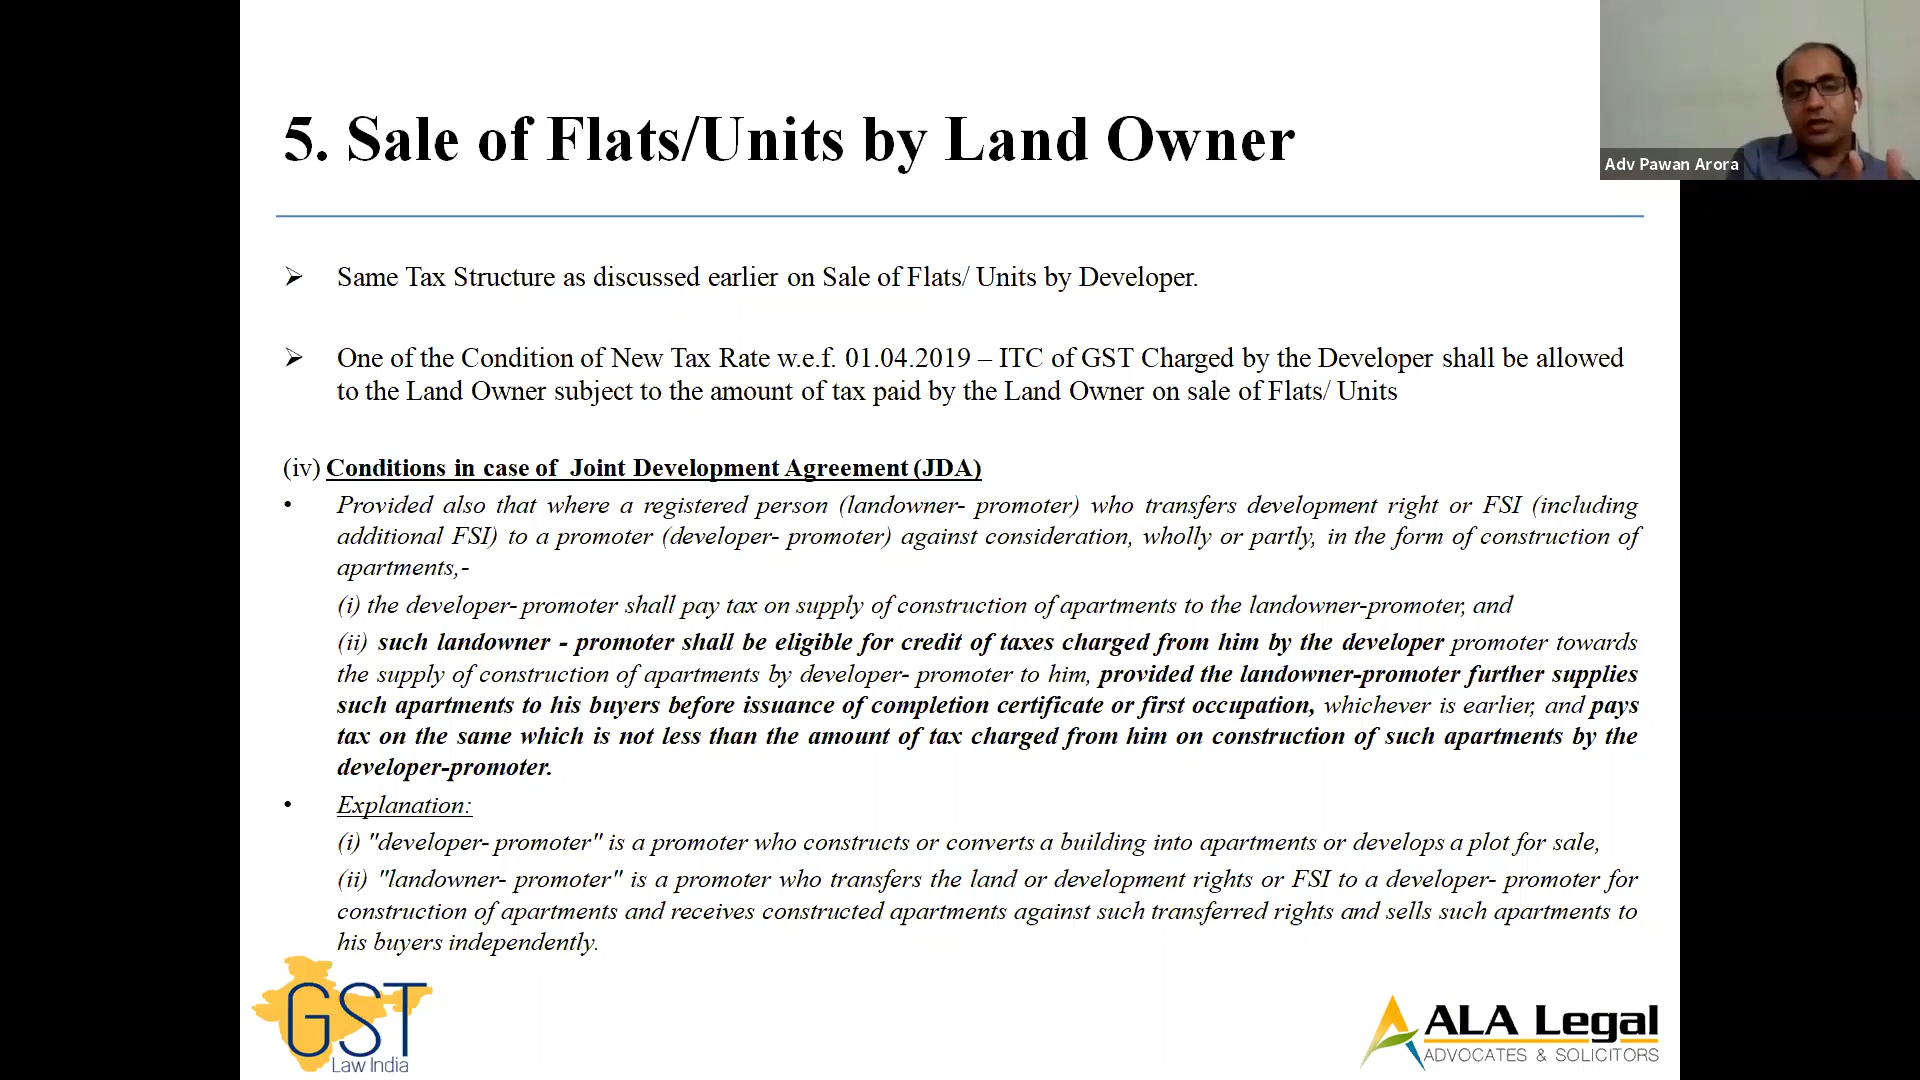 5. Sale of Flats/Units by Land Owner
Adv Pawan Arora
➢ Same Tax Structure as discussed earlier on Sale of Flats/ Units by Developer.
➢ One of the Condition of New Tax Rate w.e.f. 01.04.2019 – ITC of GST Charged by the Developer shall be allowed
to the Land Owner subject to the amount of tax paid by the Land Owner on sale of Flats/ Units
(iv) Conditions in case of Joint Development Agreement (JDA)
• Provided also that where a registered person (landowner- promoter) who transfers development right or FSI (including
additional FSI) to a promoter (developer- promoter) against consideration, wholly or partly, in the form of construction of
apartments,-
(i) the developer- promoter shall pay tax on supply of construction of apartments to the landowner-promoter, and
(ii) such landowner - promoter shall be eligible for credit of taxes charged from him by the developer promoter towards
the supply of construction of apartments by developer- promoter to him, provided the landowner-promoter further supplies
such apartments to his buyers before issuance of completion certificate or first occupation, whichever is earlier, and pays
tax on the same which is not less than the amount of tax charged from him on construction of such apartments by the
developer-promoter.
• Explanation:
(i) "developer- promoter" is a promoter who constructs or converts a building into apartments or develops a plot for sale,
(ii) "landowner- promoter" is a promoter who transfers the land or development rights or FSI to a developer- promoter for
construction of apartments and receives constructed apartments against such transferred rights and sells such apartments to
his buyers independently.
GST
Law India
ALA Legal
ADVOCATES & SOLICITORS